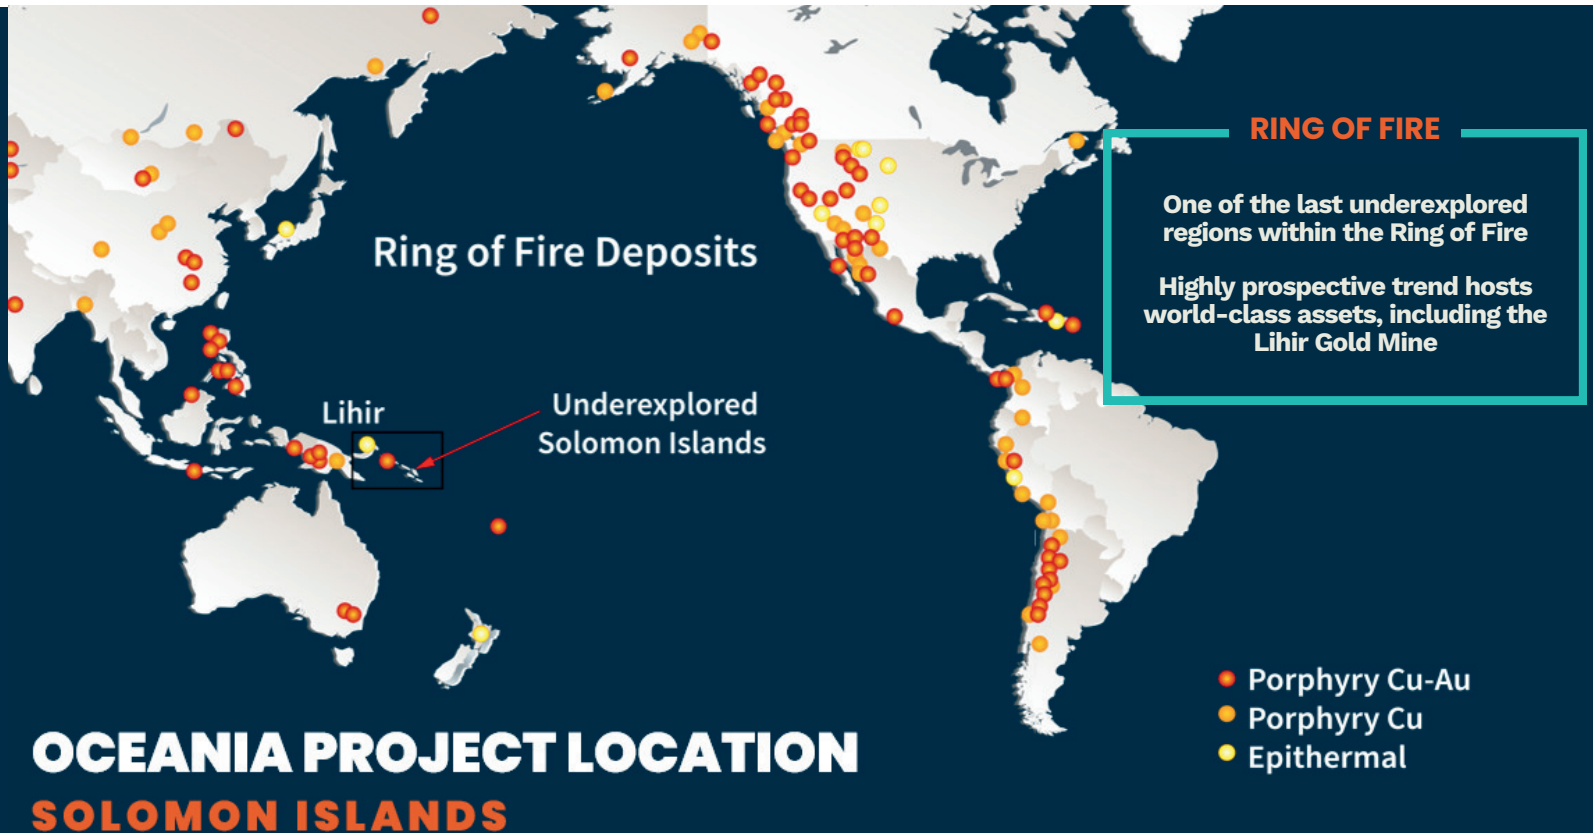 RING OF FIRE
One of the last underexplored
regions within the Ring of Fire
Highly prospective trend hosts
world-class assets, including the
Lihir Gold Mine
Ring of Fire Deposits
Lihir
Underexplored
Solomon Islands
Porphyry Cu-Au
Porphyry Cu
Epithermal
OCEANIA PROJECT LOCATION
SOLOMON ISLANDS